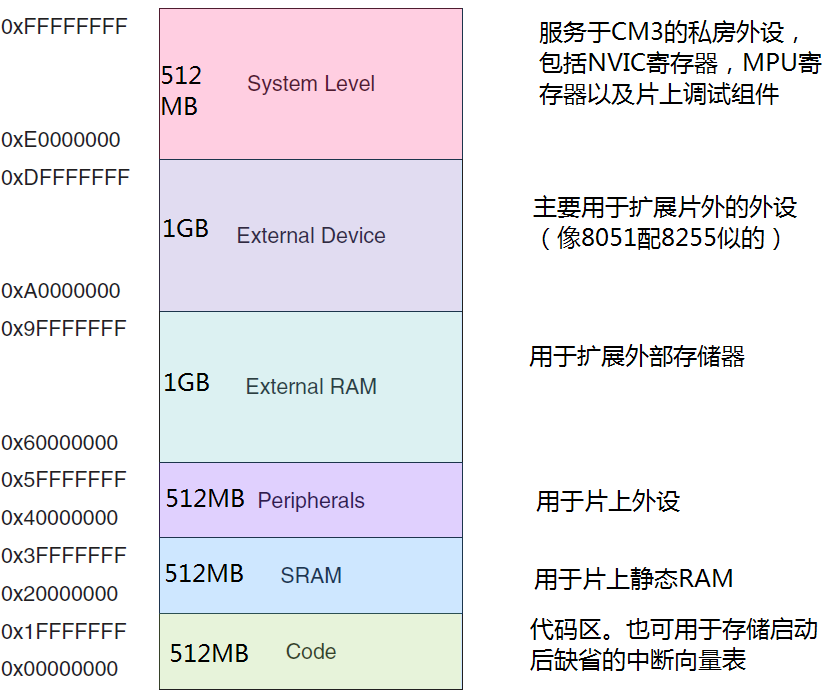 0xFFFFFFFF
服务于CM3的私房外设，
包括NVIC寄存器，MPU寄
存器以及片上调试组件
512
MB
System Level
0xE0000000
0xDFFFFFFF
主要用于扩展片外的外设
（像8051配8255似的）
1GB
External Device
0xA0000000
0x9FFFFFFF
用于扩展外部存储器
1GB
External RAM
0x60000000
0x5FFFFFFF
512MB
Peripherals
用于片上外设
0x40000000
0x3FFFFFFF
512MB
SRAM
用于片上静态RAM
0x20000000
0x1FFFFFFF
代码区。也可用于存储启动
后缺省的中断向量表
512MB
Code
0x00000000